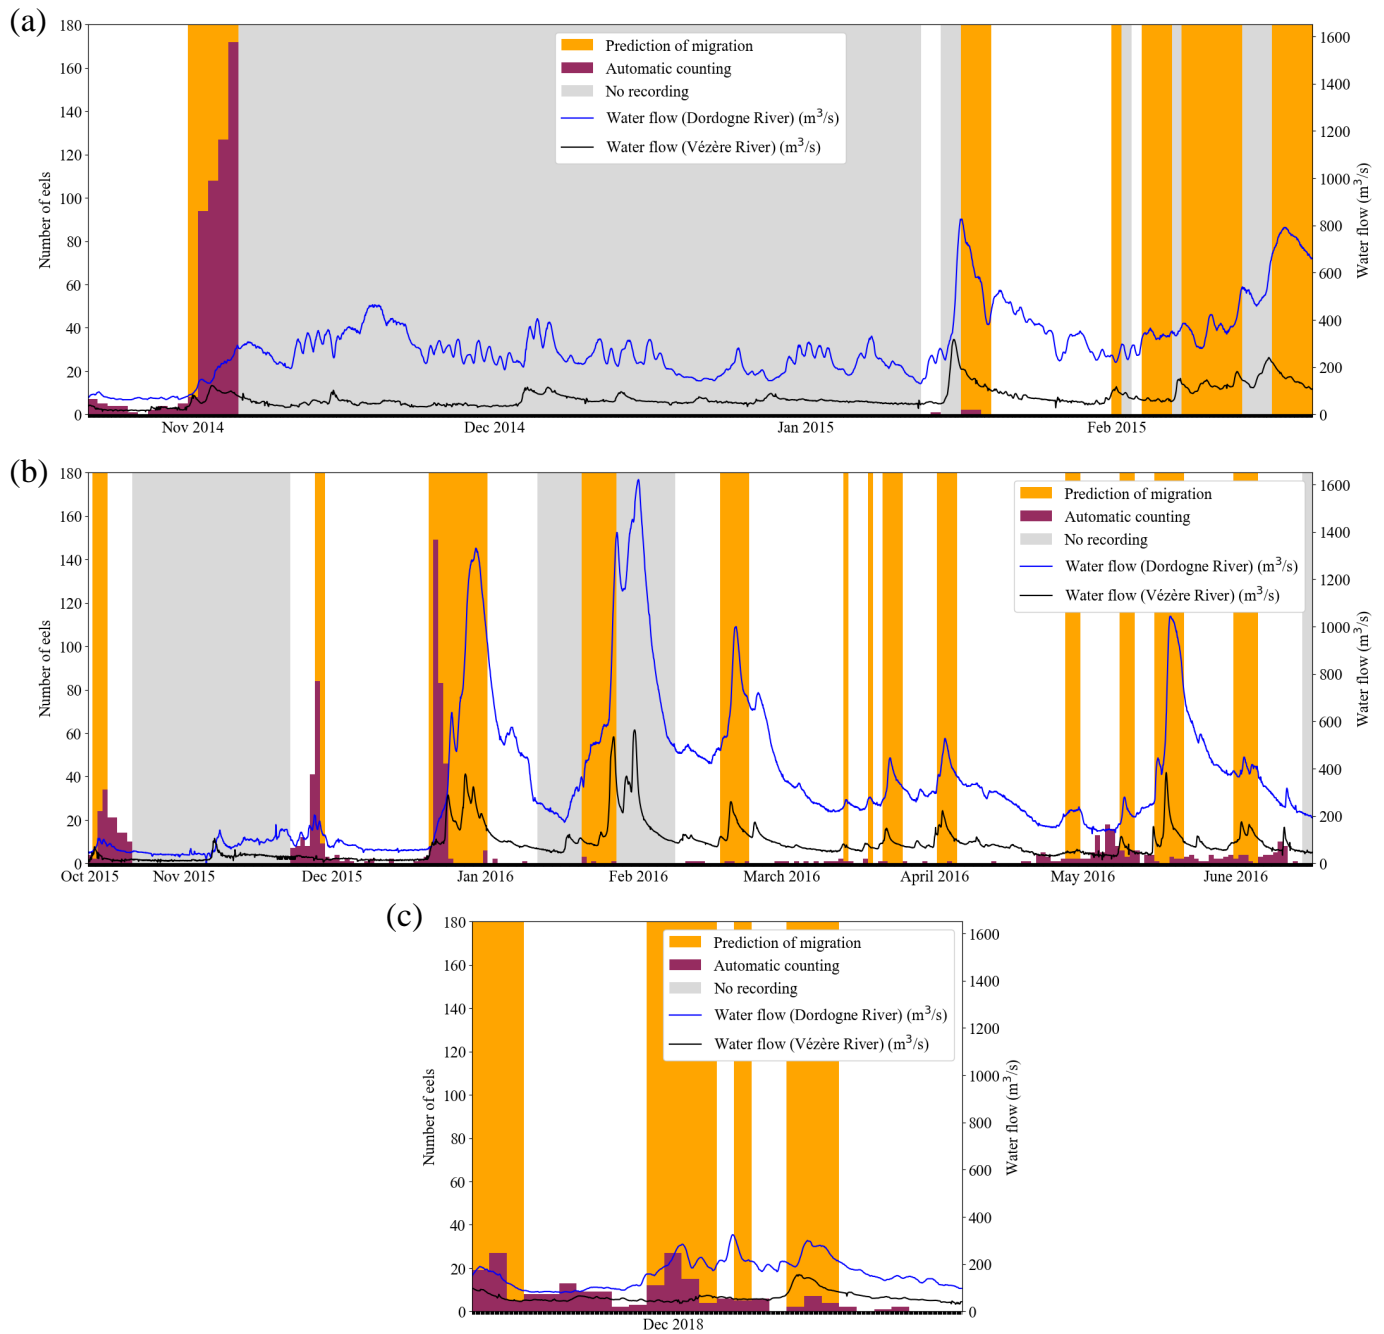 (a)
180
160
140
120
100
80
60
40
20
0
Number of eels
Prediction of migration
Automatic counting
No recording
Water flow (Dordogne River) (m³/s)
Water flow (Vézère River) (m³/s)
1600
1400
1200
1000
800
600
400
200
0
Water flow (m³/s)
Nov 2014 Dec 2014 Jan 2015 Feb 2015
(b)
180
160
140
120
100
80
60
40
20
0
Number of eels
Prediction of migration
Automatic counting
No recording
Water flow (Dordogne River) (m³/s)
Water flow (Vézère River) (m³/s)
1600
1400
1200
1000
800
600
400
200
0
Water flow (m³/s)
Oct 2015 Nov 2015 Dec 2015 Jan 2016 Feb 2016 March 2016 April 2016 May 2016 June 2016
(c)
180
160
140
120
100
80
60
40
20
0
Number of eels
Prediction of migration
Automatic counting
No recording
Water flow (Dordogne River) (m³/s)
Water flow (Vézère River) (m³/s)
1600
1400
1200
1000
800
600
400
200
0
Water flow (m³/s)
Dec 2018